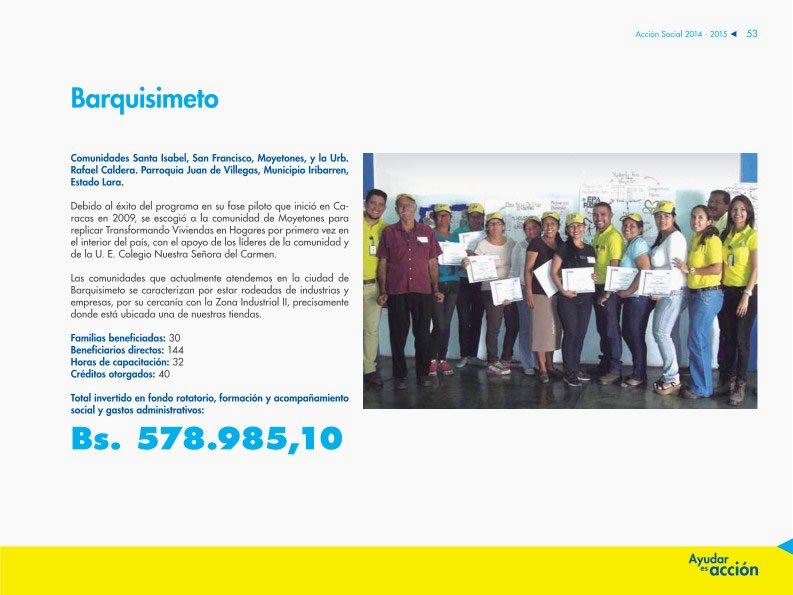 Acción Social 2014 - 2015 53
Barquisimeto
Comunidades Santa Isabel, San Francisco, Moyetones, y la Urb.
Rafael Caldera. Parroquia Juan de Villegas, Municipio Iribarren,
Estado Lara.
Debido al éxito del programa en su fase piloto que inició en Ca-
racas en 2009, se escogió a la comunidad de Moyetones para
replicar Transformando Viviendas en Hogares por primera vez en
el interior del país, con el apoyo de los líderes de la comunidad y
de la U. E. Colegio Nuestra Señora del Carmen.
Las comunidades que actualmente atendemos en la ciudad de
Barquisimeto se caracterizan por estar rodeadas de industrias y
empresas, por su cercanía con la Zona Industrial II, precisamente
donde está ubicada una de nuestras tiendas.
Familias beneficiadas: 30
Beneficiarios directos: 144
Horas de capacitación: 32
Créditos otorgados: 40
Total invertido en fondo rotatorio, formación y acompañamiento
social y gastos administrativos:
Bs. 578.985,10
EPA
Ayudar
es acción